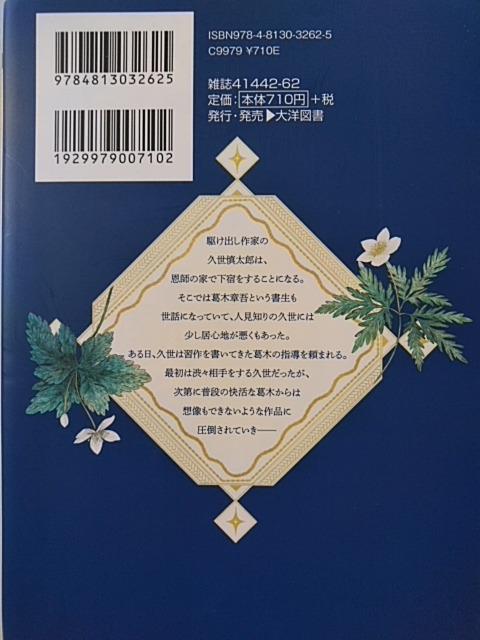 ISBN978-4-8130-3262-5
C9979 ¥710E
9784813032625
雑誌41442-62
定価：本体710円+税
発行・発売▶大洋図書
1929979007102
駆け出し作家の
久世慎太郎は、
恩師の家で下宿をすることになる。
そこでは葛木章吾という書生も
世話になっていて、人見知りの久世には
少し居心地が悪くもあった。
ある日、久世は習作を書いてきた葛木の指導を頼まれる。
最初は渋々相手をする久世だったが、
次第に普段の快活な葛木からは
想像もできないような作品に
圧倒されていき――